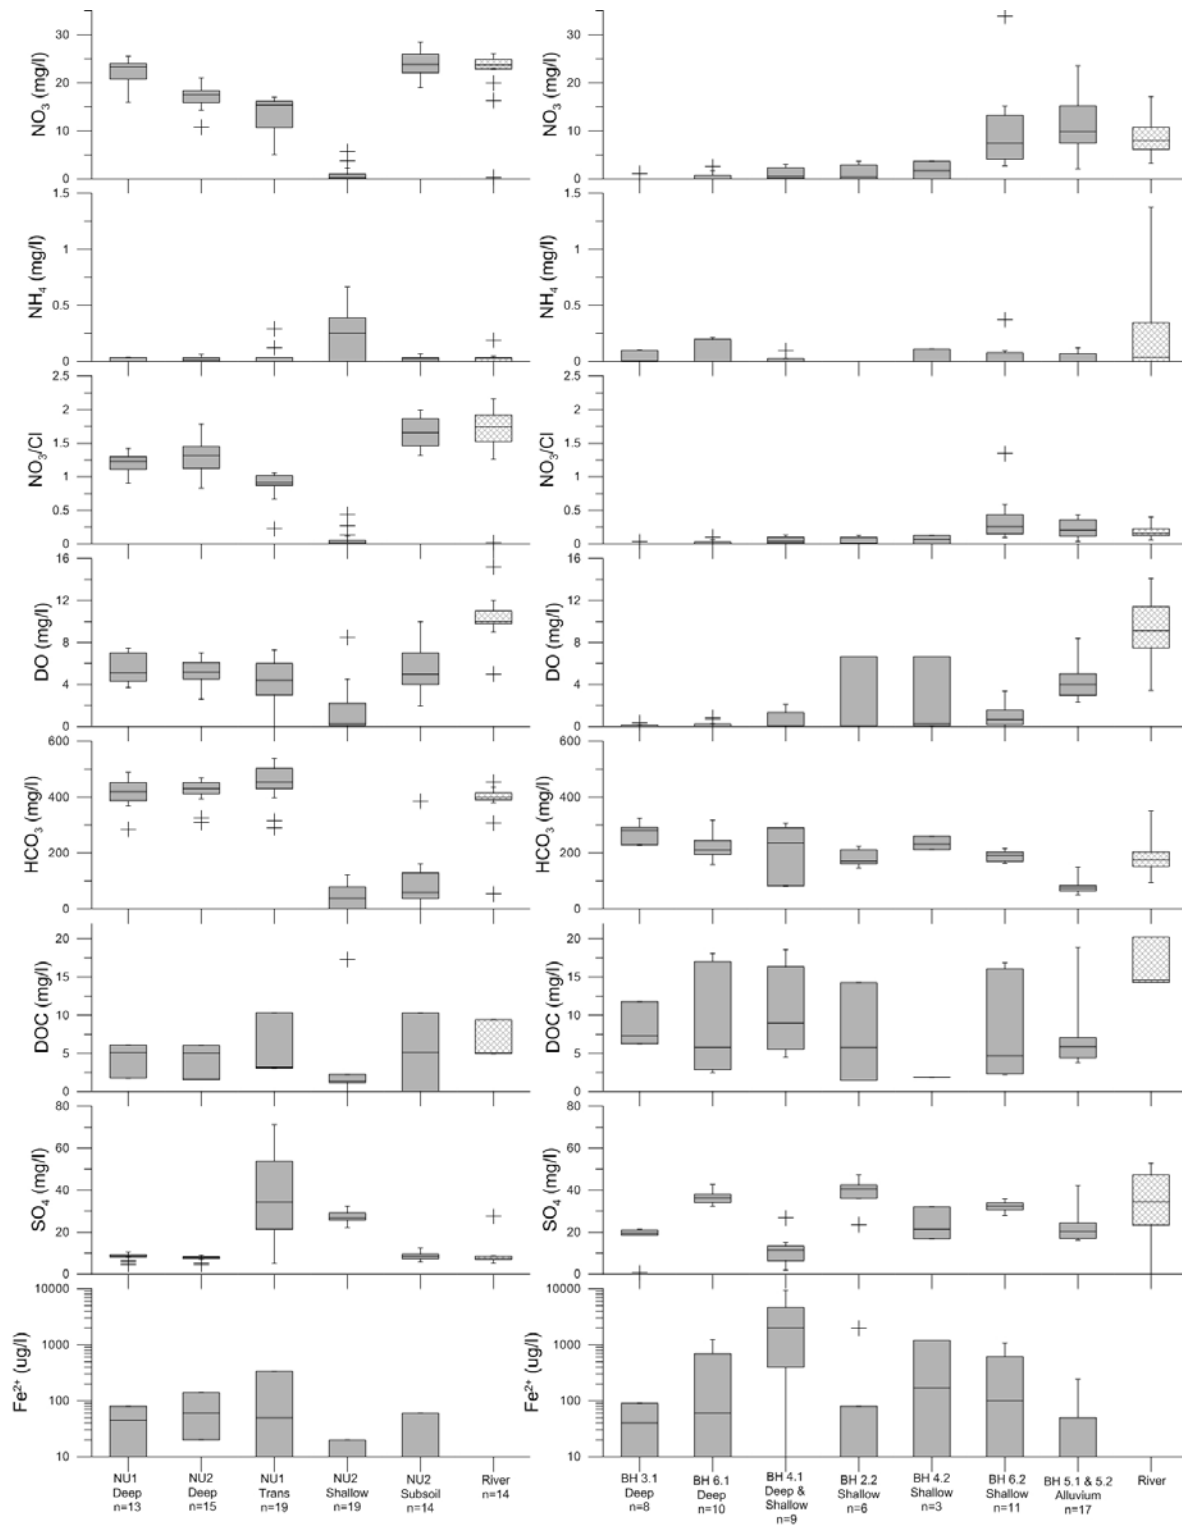 30
20
10
0
NO₃ (mg/l)
30
20
10
0
NO₃ (mg/l)
1.5
1
0.5
0
NH₄ (mg/l)
1.5
1
0.5
0
NH₄ (mg/l)
2.5
2
1.5
1
0.5
0
NO₃/Cl
2.5
2
1.5
1
0.5
0
NO₃/Cl
16
12
8
4
0
DO (mg/l)
16
12
8
4
0
DO (mg/l)
600
400
200
0
HCO₃ (mg/l)
600
400
200
0
HCO₃ (mg/l)
20
15
10
5
0
DOC (mg/l)
20
15
10
5
0
DOC (mg/l)
80
60
40
20
0
SO₄ (mg/l)
80
60
40
20
0
SO₄ (mg/l)
10000
1000
100
10
Fe²⁺ (ug/l)
10000
1000
100
10
Fe²⁺ (ug/l)
NU1
Deep
n=13
NU2
Deep
n=15
NU1
Trans
n=19
NU2
Shallow
n=19
NU2
Subsoil
n=14
River
n=14
BH 3.1
Deep
n=8
BH 6.1
Deep
n=10
BH 4.1
Deep &
Shallow
n=9
BH 2.2
Shallow
n=6
BH 4.2
Shallow
n=3
BH 6.2
Shallow
n=11
BH 5.1 & 5.2
Alluvium
n=17
River